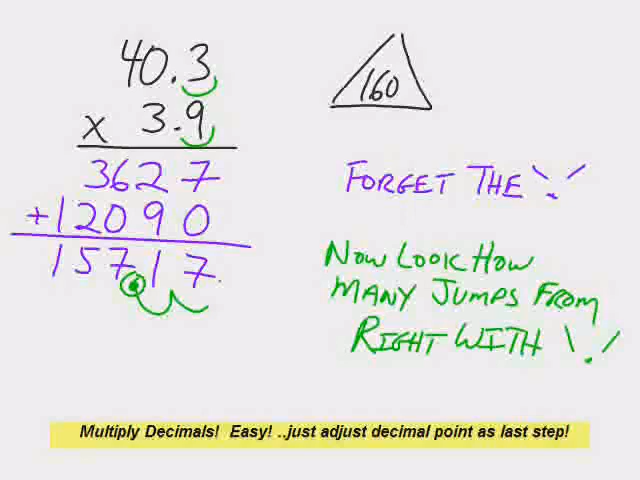 40.3
x 3.9
3627
+12090
15717.
160
FORGET THE \./
NOW LOOK HOW
MANY JUMPS FROM
RIGHT WITH \./
Multiply Decimals! Easy! ..just adjust decimal point as last step!